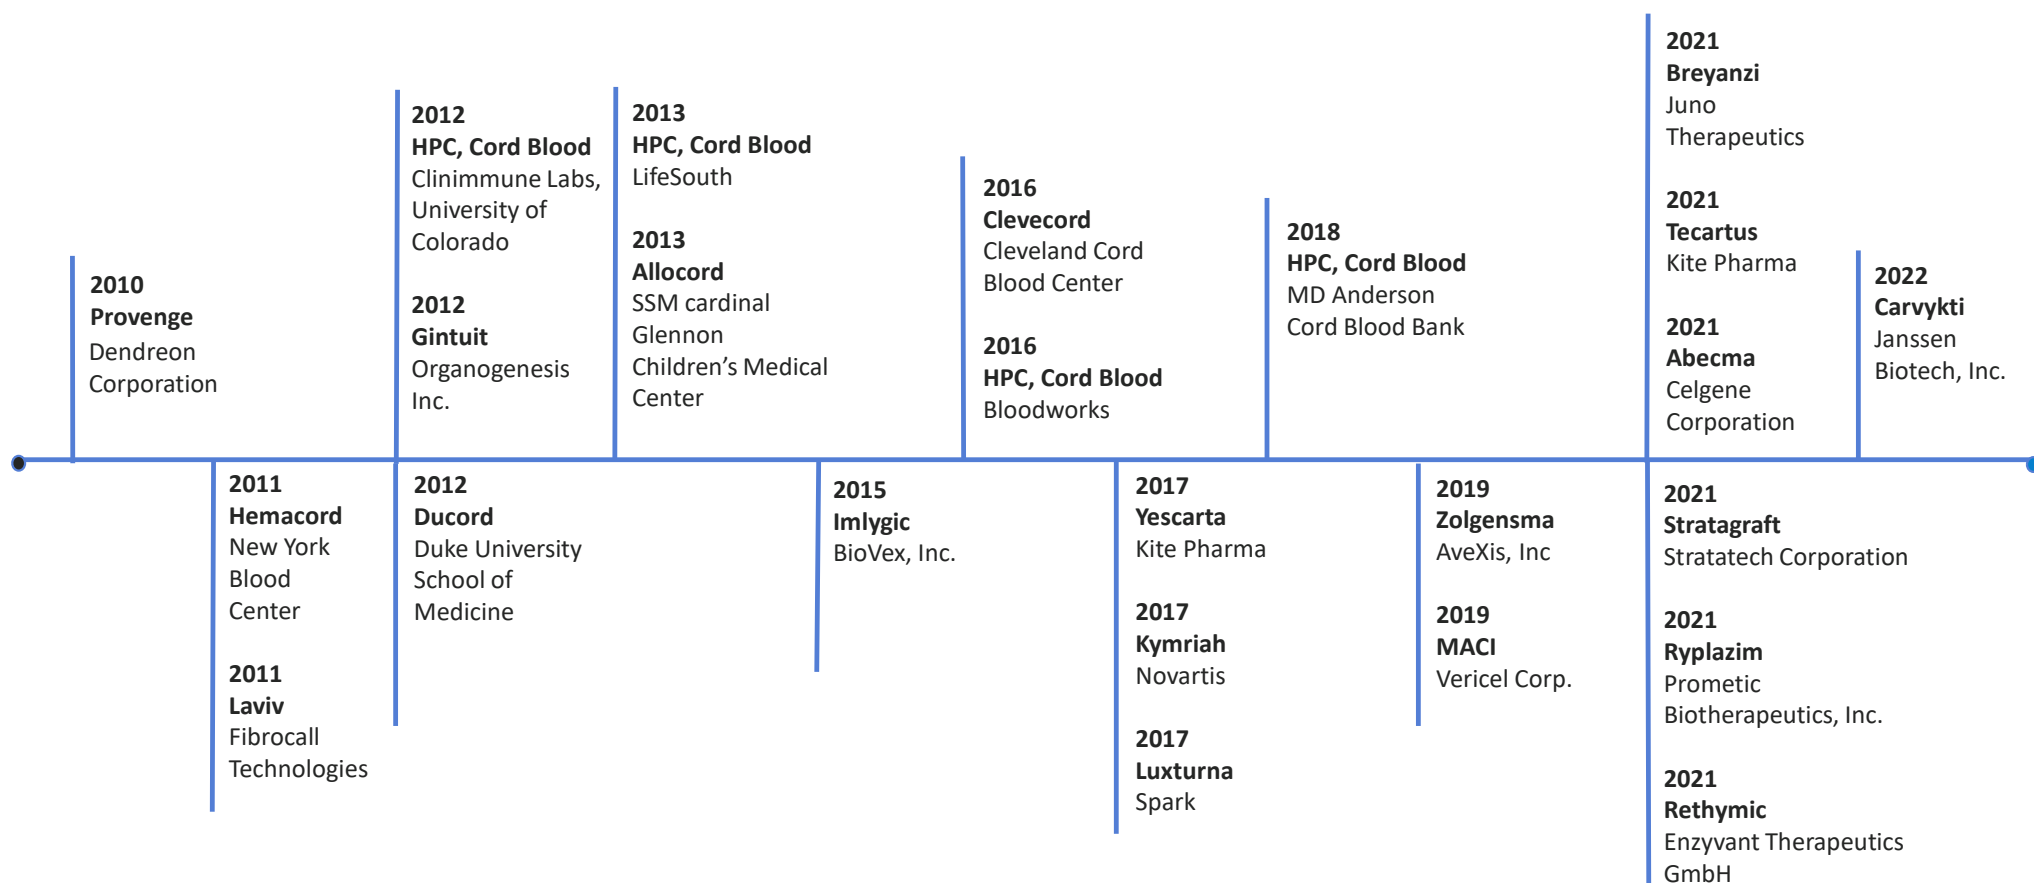 2010
Provenge
Dendreon
Corporation
2011
Hemacord
New York
Blood
Center
2011
Laviv
Fibrocall
Technologies
2012
HPC, Cord Blood
Clinimmune Labs,
University of
Colorado
2012
Gintuit
Organogenesis
Inc.
2012
Ducord
Duke University
School of
Medicine
2013
HPC, Cord Blood
LifeSouth
2013
Allocord
SSM cardinal
Glennon
Children’s Medical
Center
2015
Imlygic
BioVex, Inc.
2016
Clevecord
Cleveland Cord
Blood Center
2016
HPC, Cord Blood
Bloodworks
2017
Yescarta
Kite Pharma
2017
Kymriah
Novartis
2017
Luxturna
Spark
2018
HPC, Cord Blood
MD Anderson
Cord Blood Bank
2019
Zolgensma
AveXis, Inc
2019
MACI
Vericel Corp.
2021
Breyanzi
Juno
Therapeutics
2021
Tecartus
Kite Pharma
2021
Abecma
Celgene
Corporation
2021
Stratagraft
Stratatech Corporation
2021
Ryplazim
Prometic
Biotherapeutics, Inc.
2021
Rethymic
Enzyvant Therapeutics
GmbH
2022
Carvykti
Janssen
Biotech, Inc.